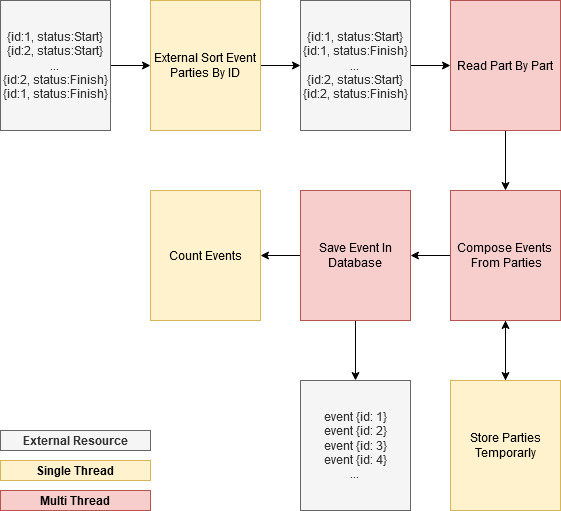 {id:1, status:Start}
{id:2, status:Start}
...
{id:2, status:Finish}
{id:1, status:Finish}
External Sort Event
Parties By ID
{id:1, status:Start}
{id:1, status:Finish}
...
{id:2, status:Start}
{id:2, status:Finish}
Read Part By Part
Count Events
Save Event In
Database
Compose Events
From Parties
event {id: 1}
event {id: 2}
event {id: 3}
event {id: 4}
...
Store Parties
Temporarly
External Resource
Single Thread
Multi Thread